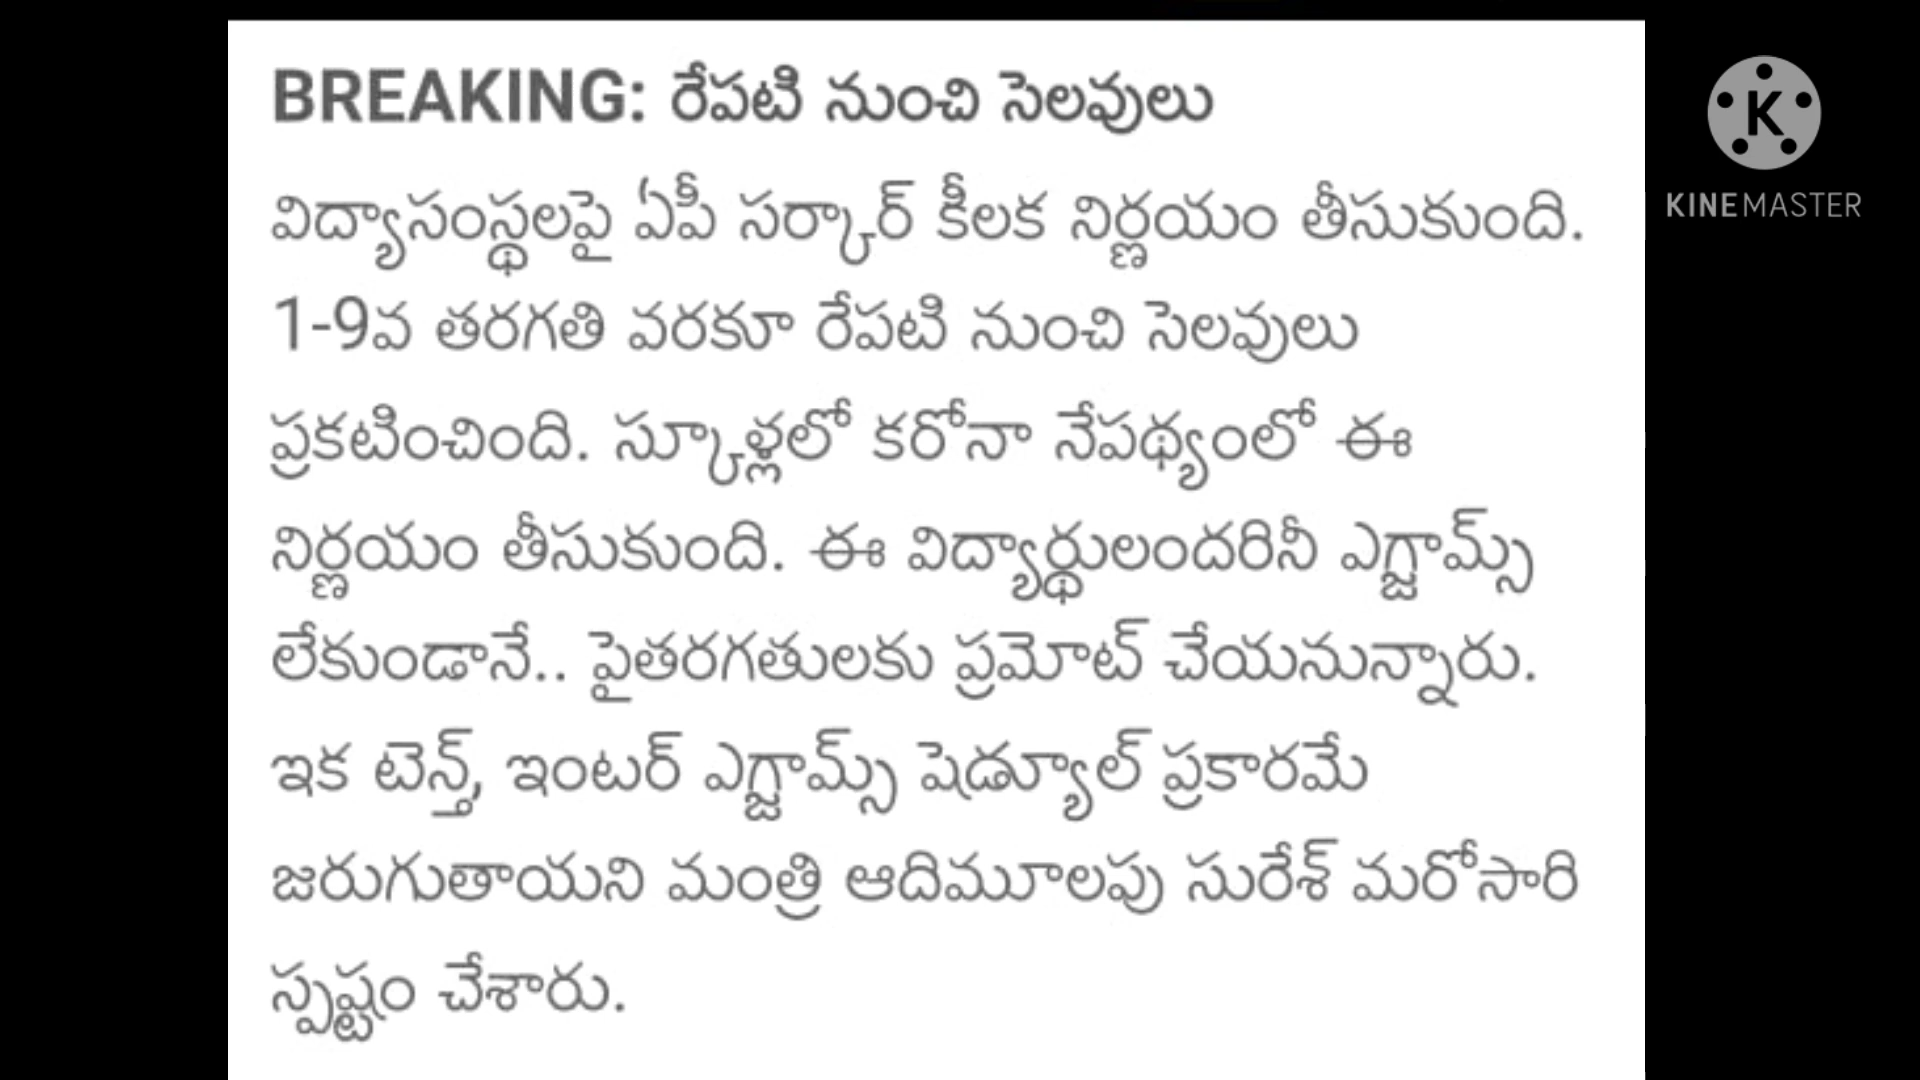 BREAKING: రేపటి నుంచి సెలవులు
విద్యాసంస్థలపై ఏపీ సర్కార్ కీలక నిర్ణయం తీసుకుంది.
1-9వ తరగతి వరకూ రేపటి నుంచి సెలవులు
ప్రకటించింది. స్కూళ్లలో కరోనా నేపథ్యంలో ఈ
నిర్ణయం తీసుకుంది. ఈ విద్యార్థులందరినీ ఎగ్జామ్స్
లేకుండానే.. పైతరగతులకు ప్రమోట్ చేయనున్నారు.
ఇక టెన్త్, ఇంటర్ ఎగ్జామ్స్ షెడ్యూల్ ప్రకారమే
జరుగుతాయని మంత్రి ఆదిమూలపు సురేశ్ మరోసారి
స్పష్టం చేశారు.
K
KINEMASTER